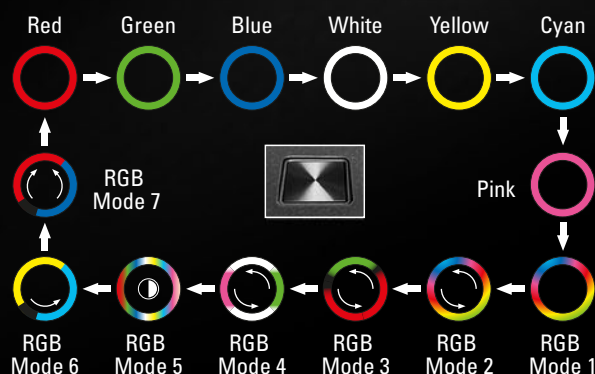 Red
Green
Blue
White
Yellow
Cyan
RGB
Mode 7
Pink
RGB
Mode 6
RGB
Mode 5
RGB
Mode 4
RGB
Mode 3
RGB
Mode 2
RGB
Mode 1